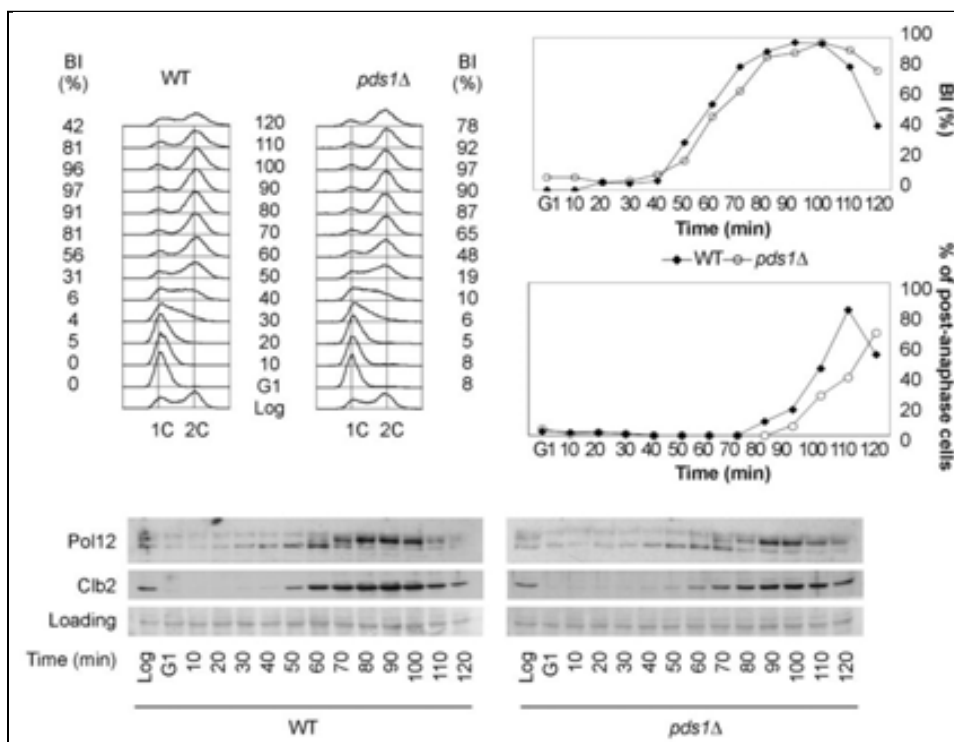 BI (%) WT pds1Δ BI (%)
42 120 78
81 110 92
96 100 97
97 90 90
91 80 87
81 70 65
56 60 48
31 50 19
6 40 10
4 30 6
5 20 5
0 10 8
0 G1 8
Log
1C 2C 1C 2C
100
80
60
40
20
0
BI (%)
G1 10 20 30 40 50 60 70 80 90 100 110 120
Time (min)
WT pds1Δ
100
80
60
40
20
0
% of post-anaphase cells
G1 10 20 30 40 50 60 70 80 90 100 110 120
Time (min)
Pol12
Clb2
Loading
Time (min) Log G1 10 20 30 40 50 60 70 80 90 100 110 120 Log G1 10 20 30 40 50 60 70 80 90 100 110 120
WT pds1Δ